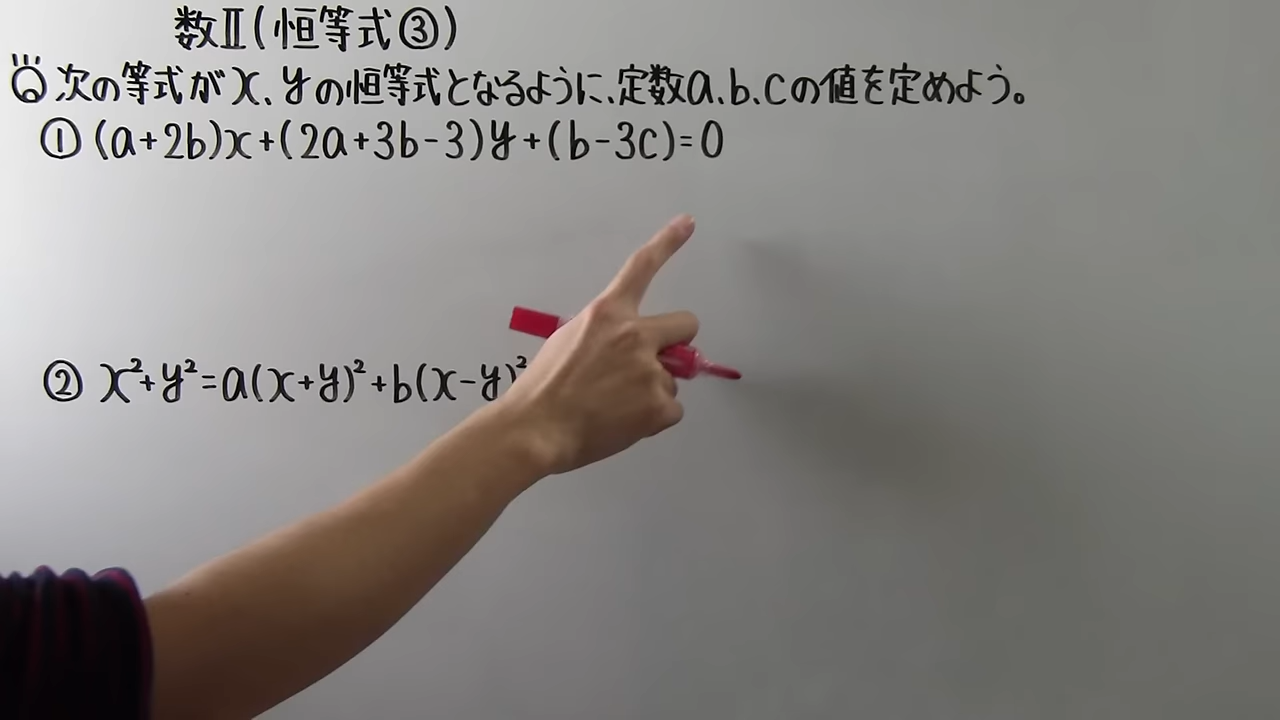 数Ⅱ(恒等式③)
Q 次の等式がx、yの恒等式となるように、定数a、b、cの値を定めよう。
① (a+2b)x+(2a+3b-3)y+(b-3c)=0
② x²+y²=a(x+y)²+b(x-y)²